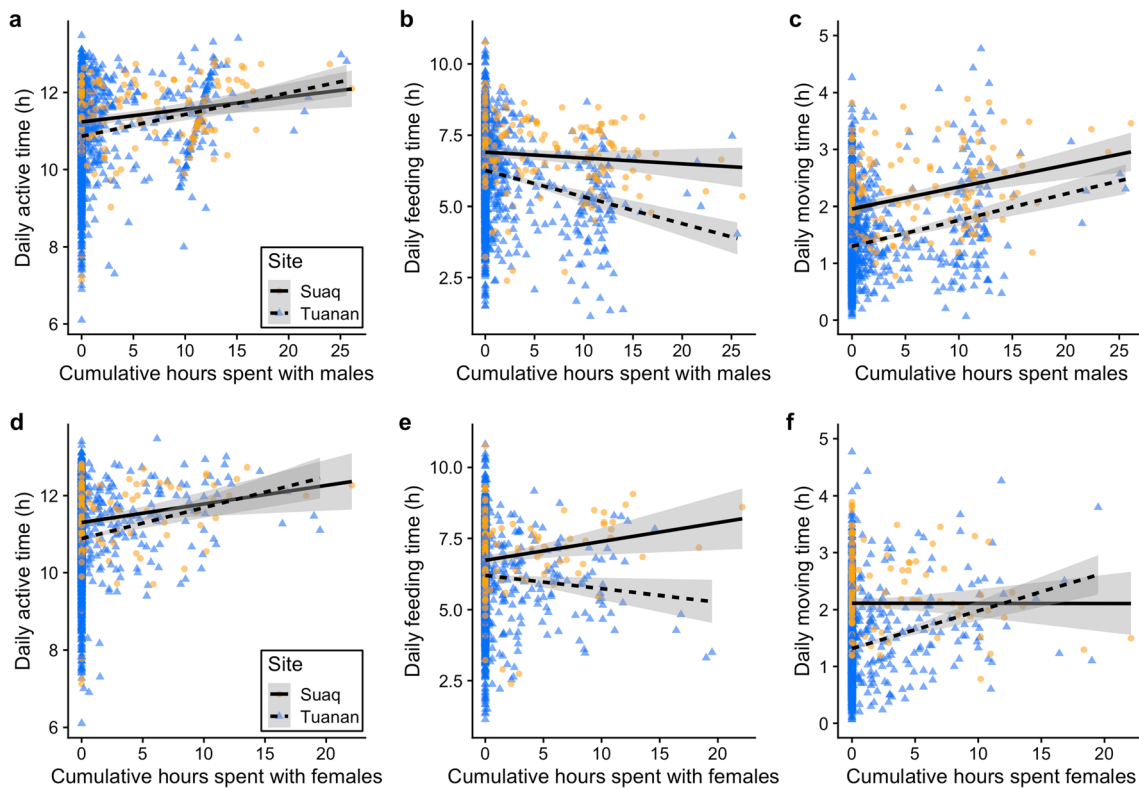 a
Daily active time (h)
12
10
8
6
0 5 10 15 20 25
Cumulative hours spent with males
Site
Suaq
Tuanan
b
Daily feeding time (h)
10.0
7.5
5.0
2.5
0 5 10 15 20 25
Cumulative hours spent with males
c
Daily moving time (h)
5
4
3
2
1
0
0 5 10 15 20 25
Cumulative hours spent males
d
Daily active time (h)
12
10
8
6
0 5 10 15 20
Cumulative hours spent with females
Site
Suaq
Tuanan
e
Daily feeding time (h)
10.0
7.5
5.0
2.5
0 5 10 15 20
Cumulative hours spent with females
f
Daily moving time (h)
5
4
3
2
1
0
0 5 10 15 20
Cumulative hours spent females